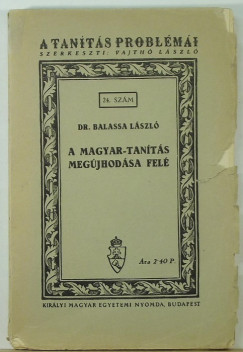 A TANÍTÁS PROBLÉMÁI
SZERKESZTI: VAJTHÓ LÁSZLÓ
74. SZÁM
DR. BALASSA LÁSZLÓ
A MAGYAR-TANÍTÁS
MEGÚJHODÁSA FELÉ
Ára 2·40 P.
KIRÁLYI MAGYAR EGYETEMI NYOMDA, BUDAPEST